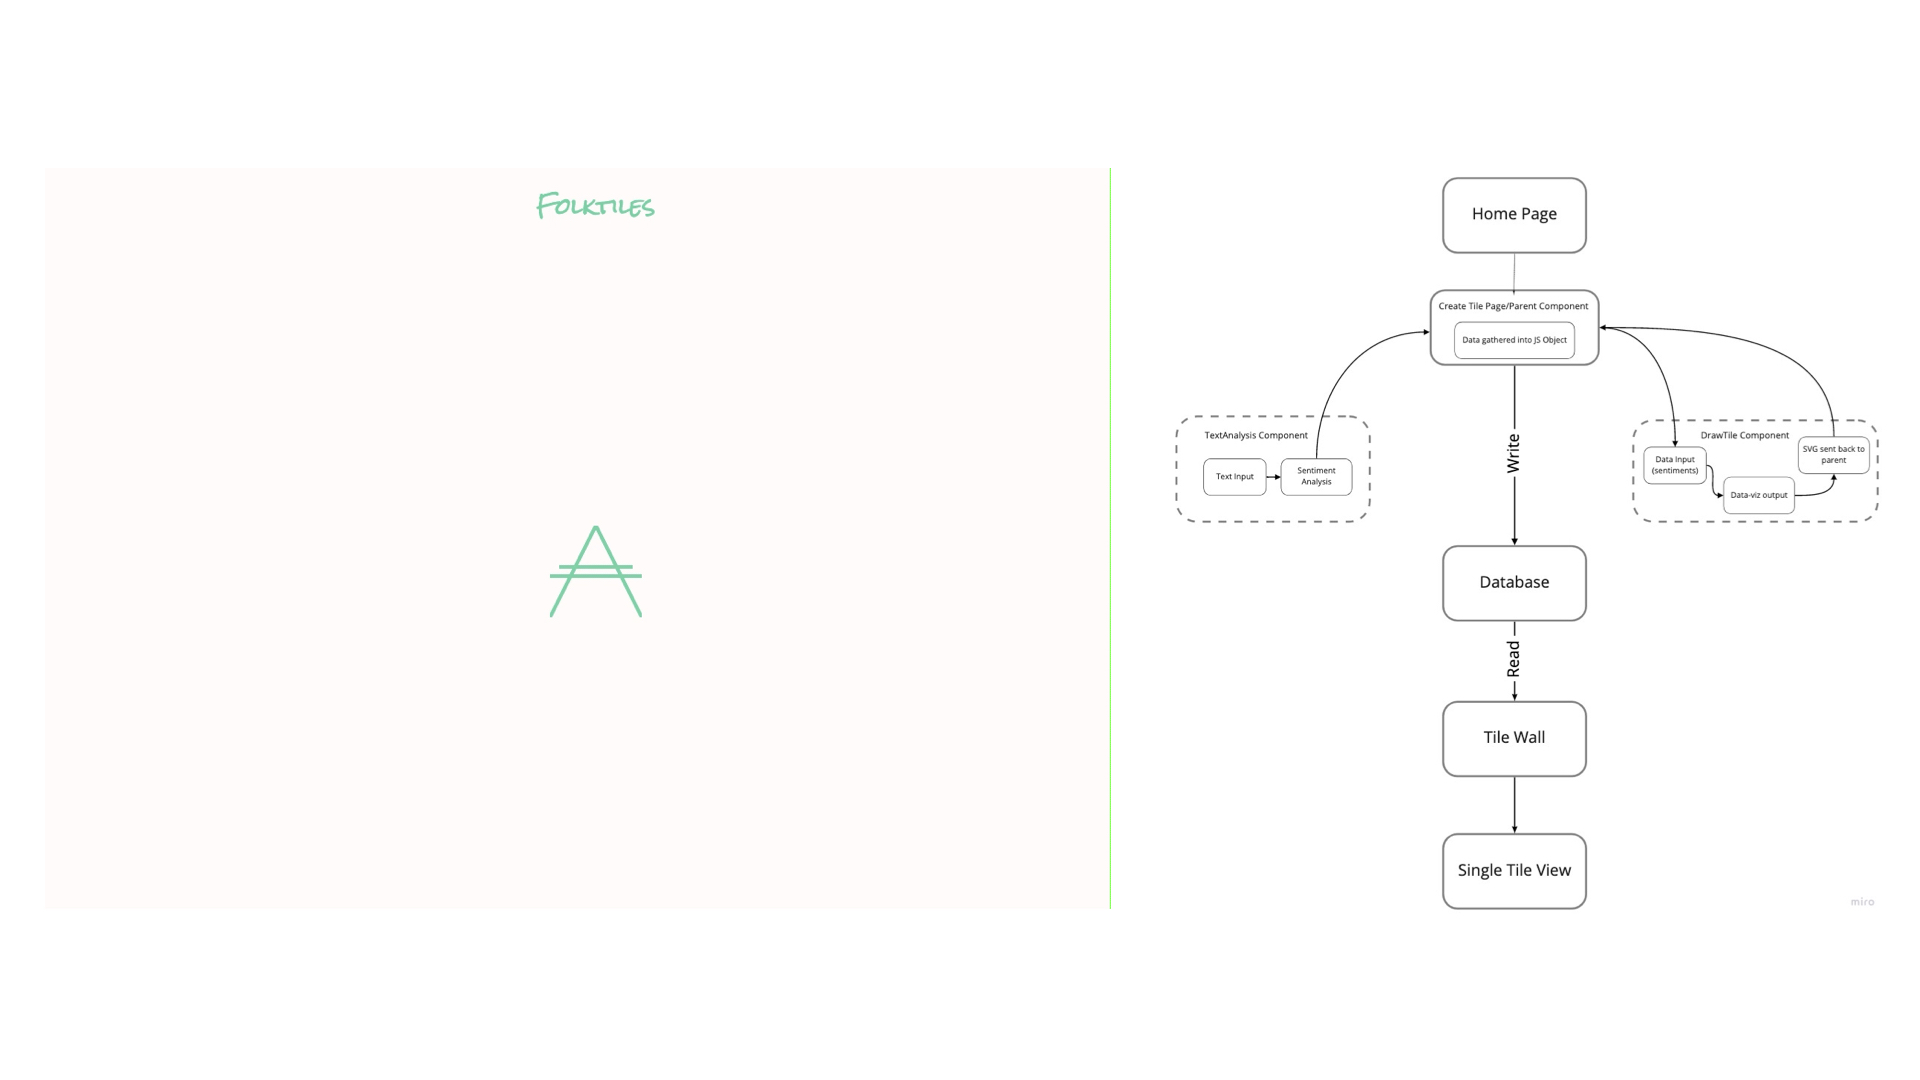 Folktiles
Home Page
Create Tile Page/Parent Component
Data gathered into JS Object
TextAnalysis Component
Text Input
Sentiment
Analysis
Write
DrawTile Component
Data Input
(sentiments)
SVG sent back to
parent
Data-viz output
Database
Read
Tile Wall
Single Tile View
miro